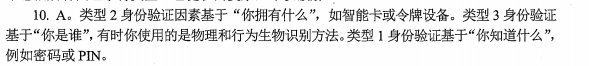 10. A。类型 2 身份验证因素基于“你拥有什么”，如智能卡或令牌设备。类型 3 身份验证
基于“你是谁”，有时你使用的是物理和行为生物识别方法。类型 1 身份验证基于“你知道什么”，
例如密码或 PIN。